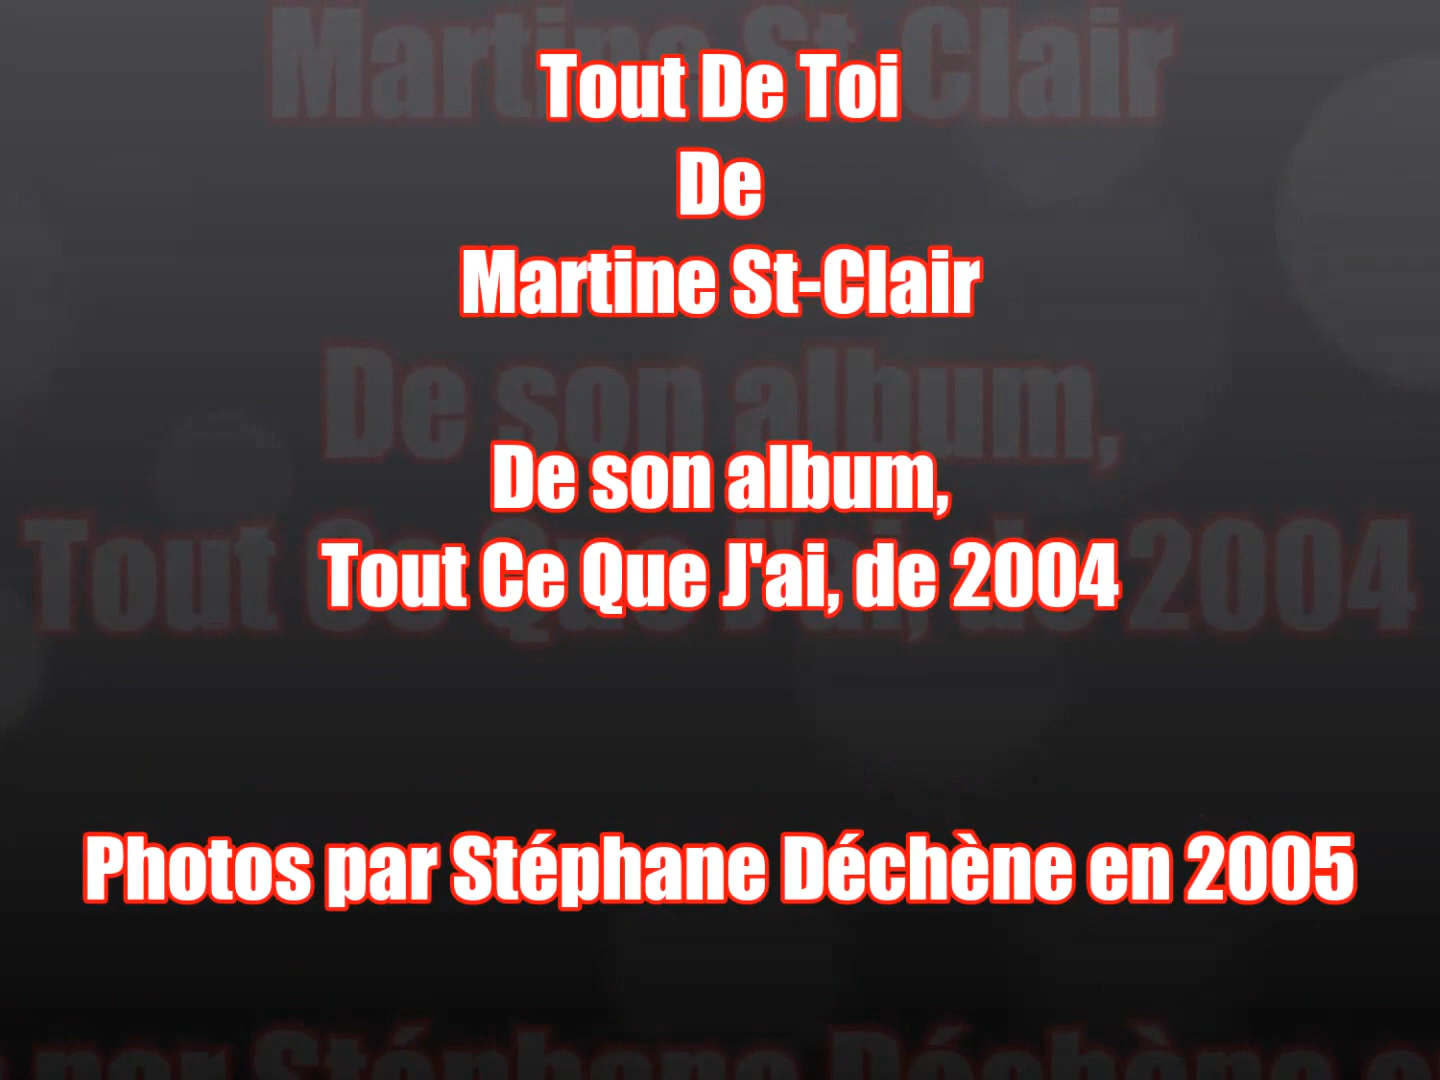 Tout De Toi
De
Martine St-Clair
De son album,
Tout Ce Que J'ai, de 2004
Photos par Stéphane Déchène en 2005